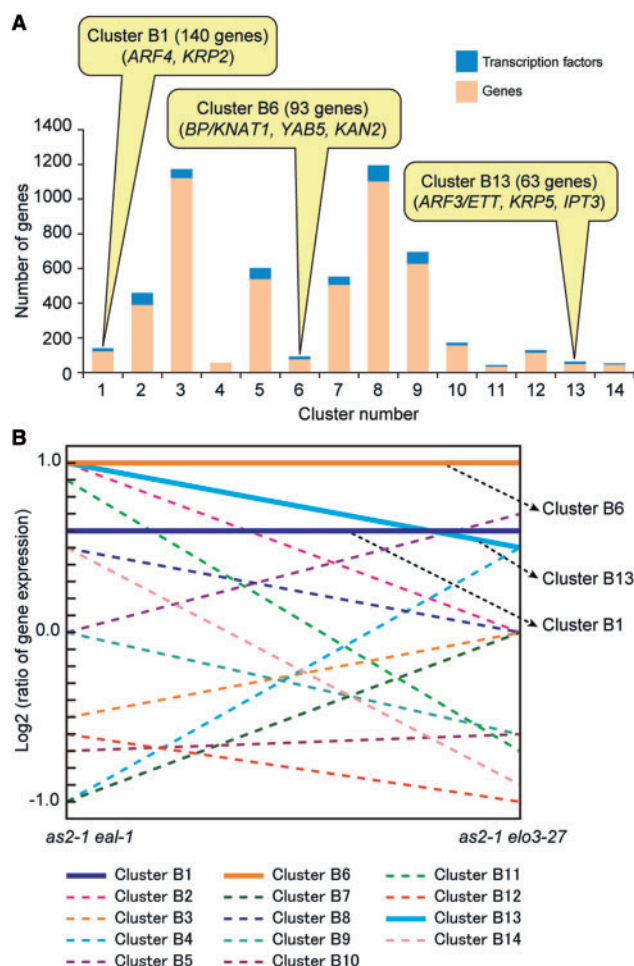 A
Cluster B1 (140 genes)
(ARF4, KRP2)
Transcription factors
Genes
Cluster B6 (93 genes)
(BP/KNAT1, YAB5, KAN2)
Cluster B13 (63 genes)
(ARF3/ETT, KRP5, IPT3)
Number of genes
1400
1200
1000
800
600
400
200
0
1 2 3 4 5 6 7 8 9 10 11 12 13 14
Cluster number
B
Log2 (ratio of gene expression)
1.0
0.0
-1.0
Cluster B6
Cluster B13
Cluster B1
as2-1 eal-1 as2-1 elo3-27
Cluster B1 Cluster B6 Cluster B11
Cluster B2 Cluster B7 Cluster B12
Cluster B3 Cluster B8 Cluster B13
Cluster B4 Cluster B9 Cluster B14
Cluster B5 Cluster B10